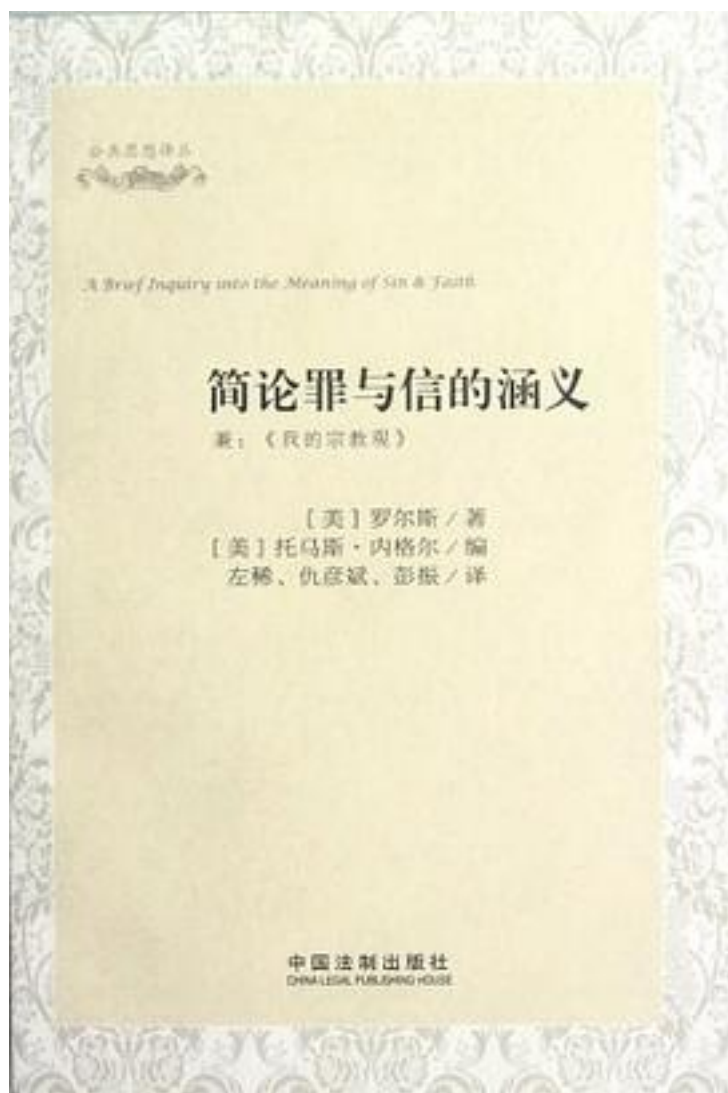 公共思想译丛
A Brief Inquiry into the Meaning of Sin & Faith
简论罪与信的涵义
兼：《我的宗教观》
[美]罗尔斯／著
[美]托马斯·内格尔／编
左稀、仇彦斌、彭振／译
中国法制出版社
CHINA LEGAL PUBLISHING HOUSE